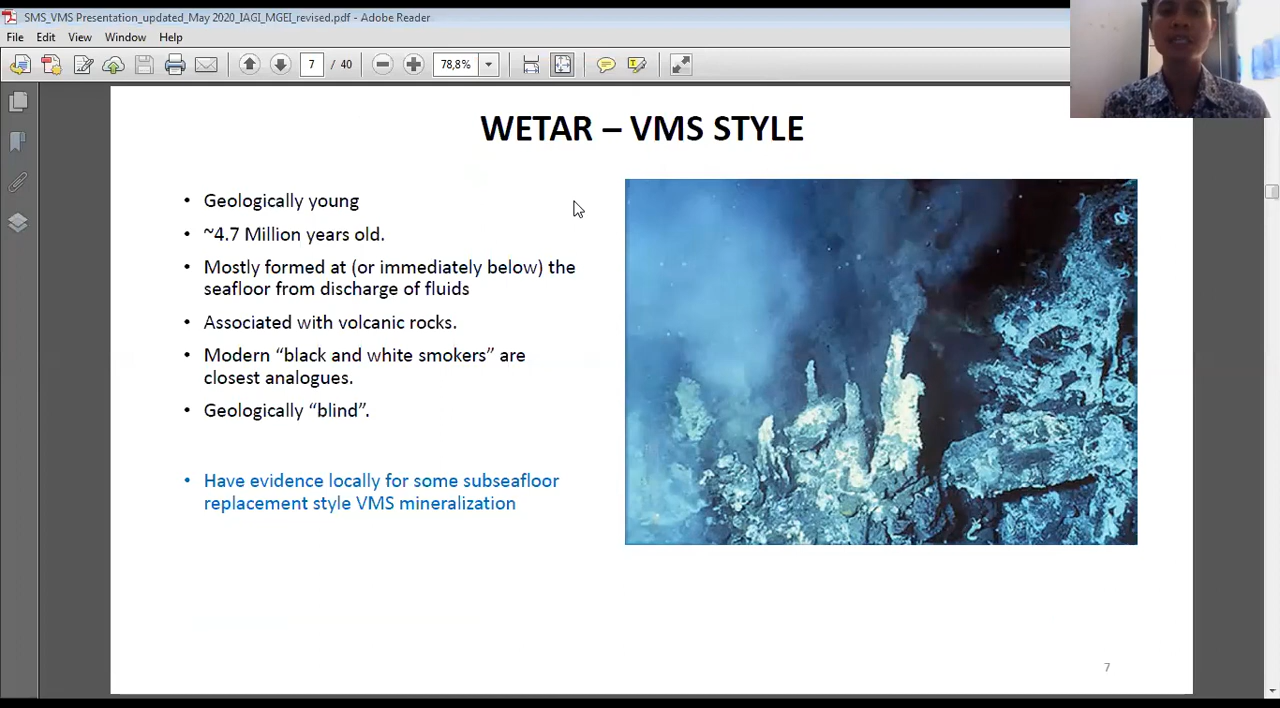 SMS_VMS Presentation_updated_May 2020_IAGI_MGEI_revised.pdf - Adobe Reader
File Edit View Window Help
7 / 40 78,8%
WETAR – VMS STYLE
• Geologically young
• ~4.7 Million years old.
• Mostly formed at (or immediately below) the
seafloor from discharge of fluids
• Associated with volcanic rocks.
• Modern “black and white smokers” are
closest analogues.
• Geologically “blind”.
• Have evidence locally for some subseafloor
replacement style VMS mineralization
7